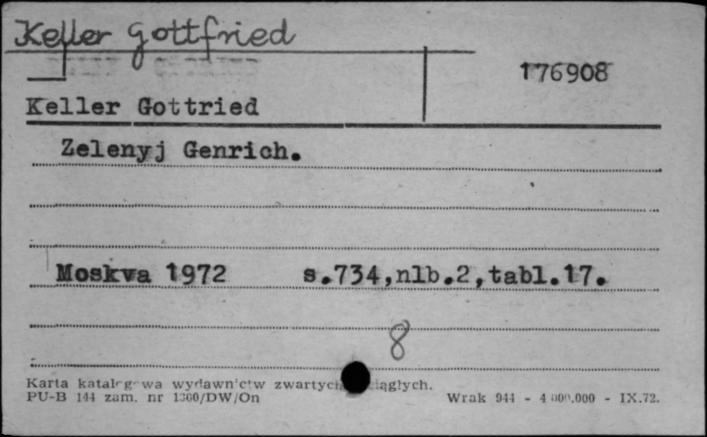 Keller Gottfried
176908
Keller Gottried
Zelenyj Genrich.
Moskva 1972 s.734,nlb.2,tabl.17.
8
Karta katalogowa wydawnictw zwartych ciągłych.
PU-B 144 zam. nr 1300/DW/On Wrak 944 - 4 000.000 - IX.72.